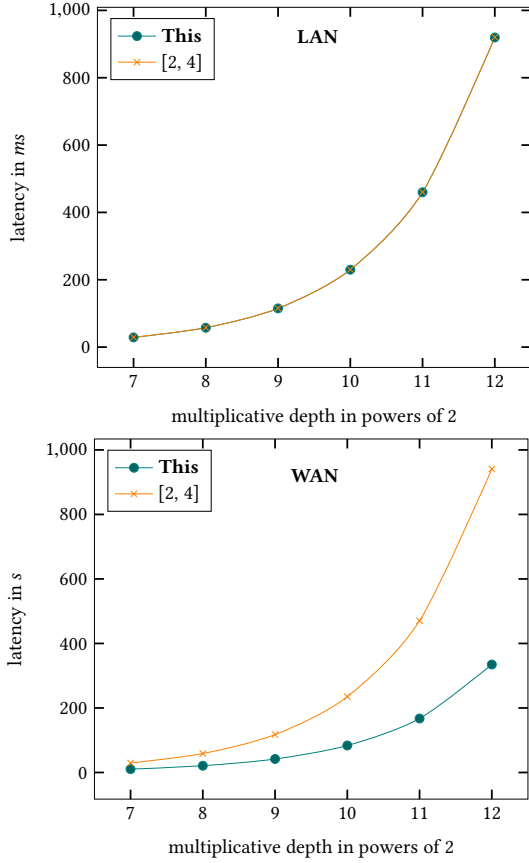 1,000
LAN
This
[2, 4]
800
600
400
200
0
latency in ms
7 8 9 10 11 12
multiplicative depth in powers of 2
1,000
WAN
This
[2, 4]
800
600
400
200
0
latency in s
7 8 9 10 11 12
multiplicative depth in powers of 2